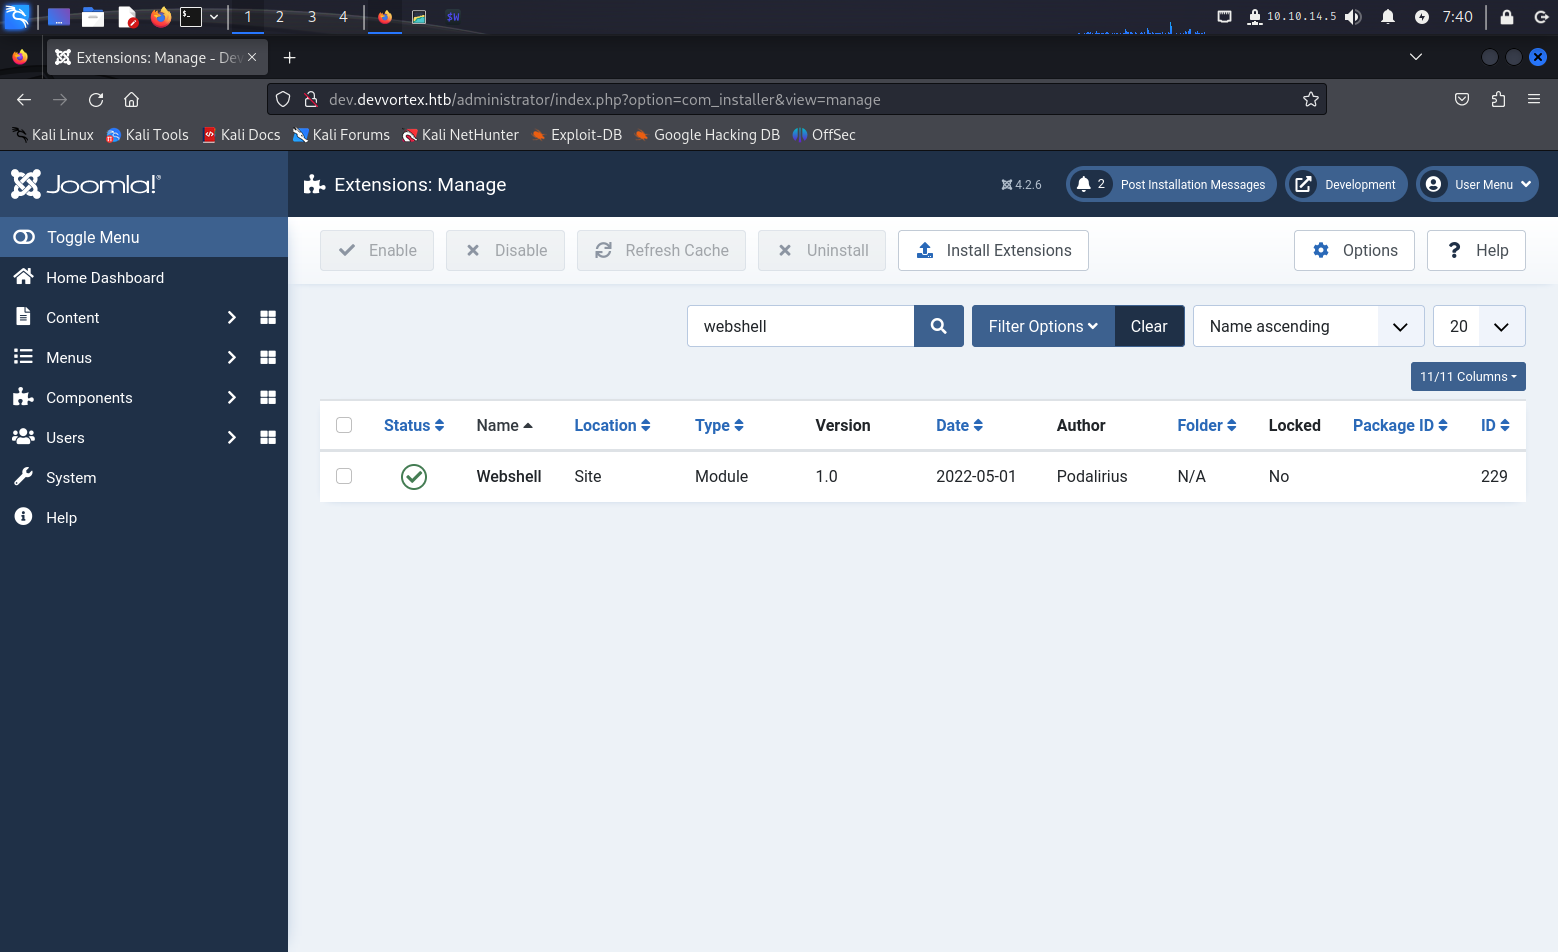 1 2 3 4 $W 10.10.14.5 7:40
Extensions: Manage - Dev
dev.devvortex.htb/administrator/index.php?option=com_installer&view=manage
Kali Linux Kali Tools Kali Docs Kali Forums Kali NetHunter Exploit-DB Google Hacking DB OffSec
Joomla!® Extensions: Manage 4.2.6 2 Post Installation Messages Development User Menu
Toggle Menu
Home Dashboard
Content
Menus
Components
Users
System
Help
Enable Disable Refresh Cache Uninstall Install Extensions Options ? Help
webshell Filter Options Clear Name ascending 20
11/11 Columns
Status Name Location Type Version Date Author Folder Locked Package ID ID
Webshell Site Module 1.0 2022-05-01 Podalirius N/A No 229